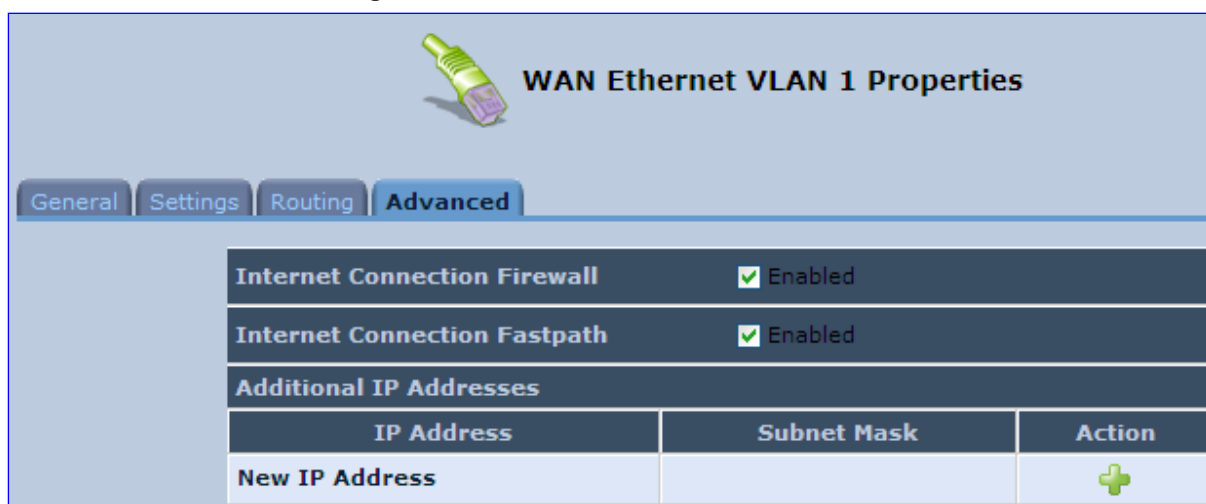 WAN Ethernet VLAN 1 Properties
General Settings Routing Advanced
Internet Connection Firewall Enabled
Internet Connection Fastpath Enabled
Additional IP Addresses
IP Address Subnet Mask Action
New IP Address